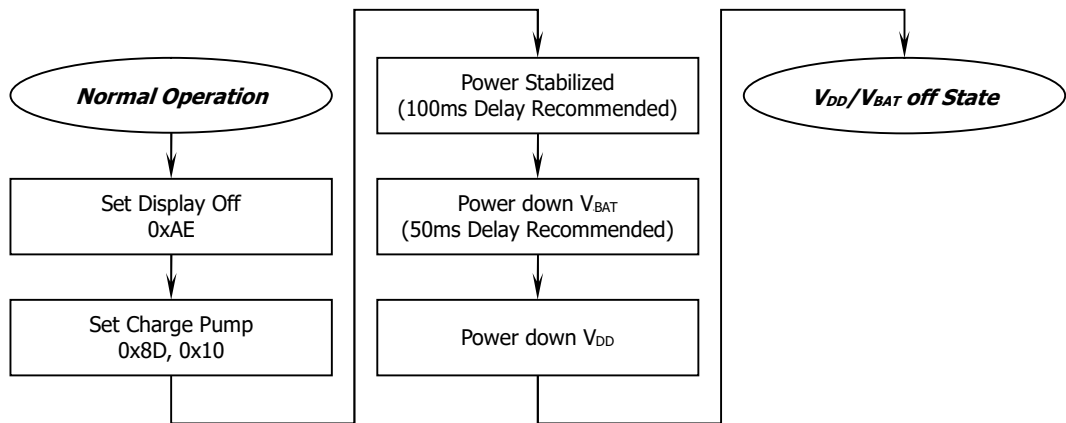 Normal Operation
Set Display Off
0xAE
Set Charge Pump
0x8D, 0x10
Power Stabilized
(100ms Delay Recommended)
Power down VBAT
(50ms Delay Recommended)
Power down VDD
VDD/VBAT off State